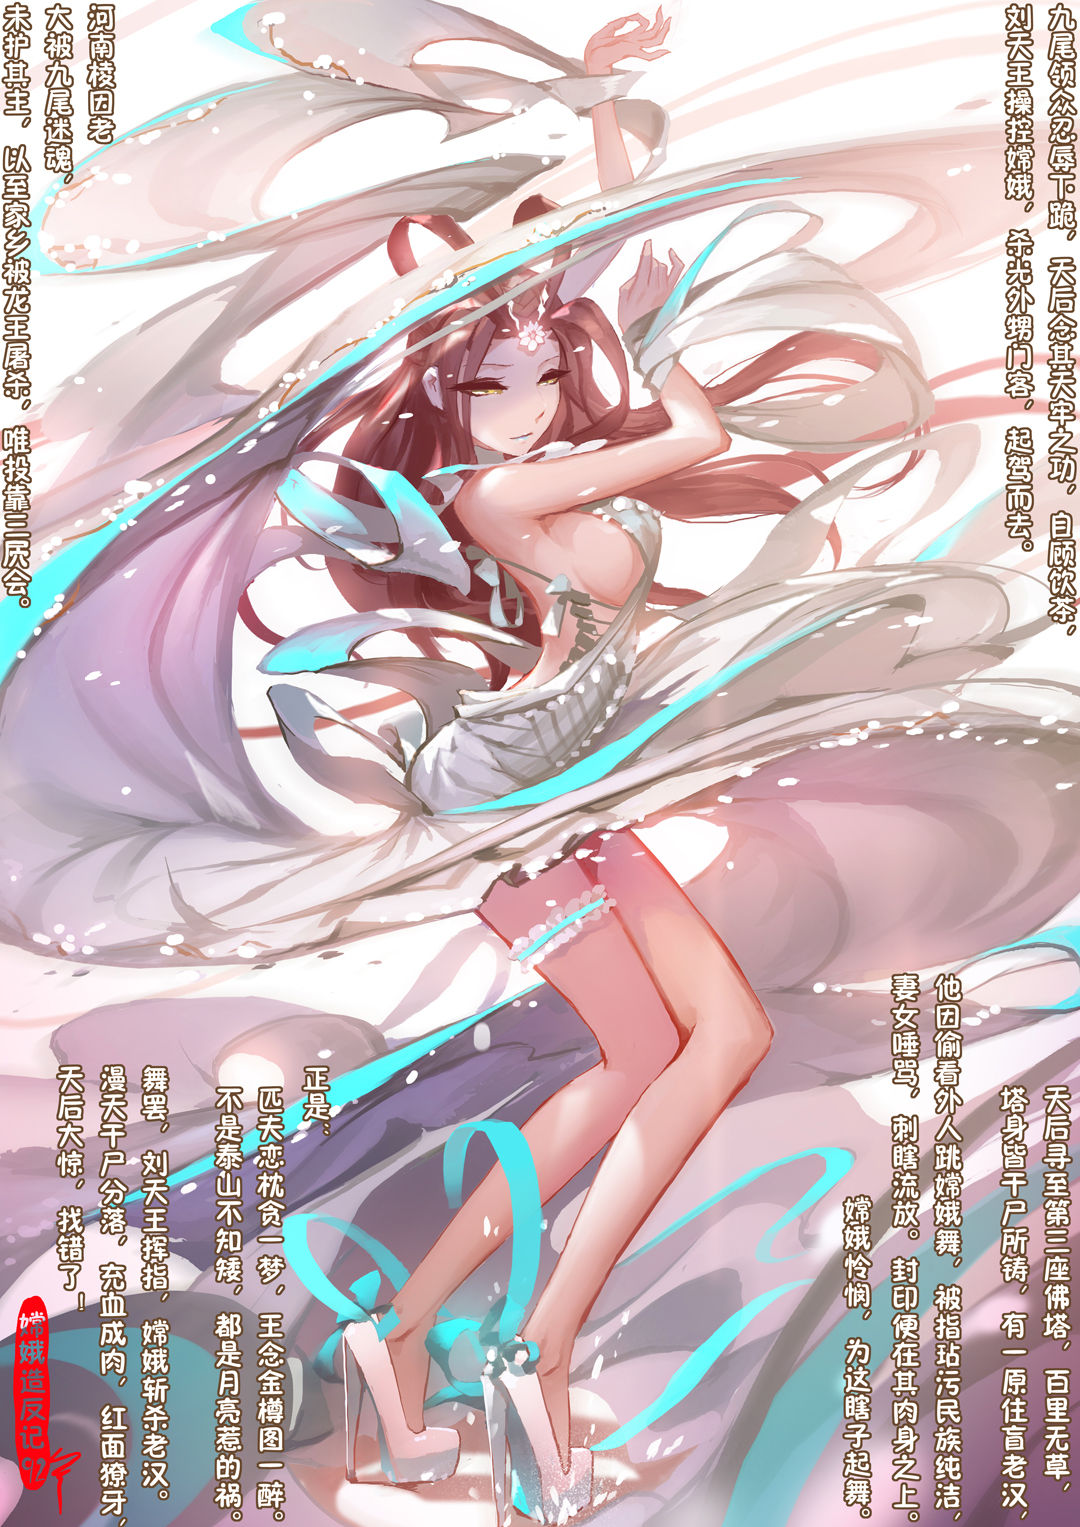 九尾领众忍辱下跪，天后念其天牢之功，自顾饮茶，
刘天王操控嫦娥，杀光外甥门客，起驾而去。
河南棱因老
大被九尾迷魂，
未护其主，以至家乡被龙王屠杀，唯投靠三灰会。
天后寻至第三座佛塔，百里无草，
塔身皆干尸所铸，有一原住盲老汉，
他因偷看外人跳嫦娥舞，被指玷污民族纯洁，
妻女唾骂，刺瞎流放。封印便在其肉身之上。
嫦娥怜悯，为这瞎子起舞。
正是：
匹天恋枕贪一梦，王念金樽图一醉。
不是泰山不知矮，都是月亮惹的祸。
舞罢，刘天王挥指，嫦娥斩杀老汉。
漫天干尸分落，充血成肉，红面獠牙，
天后大惊，找错了！
嫦娥造反记92